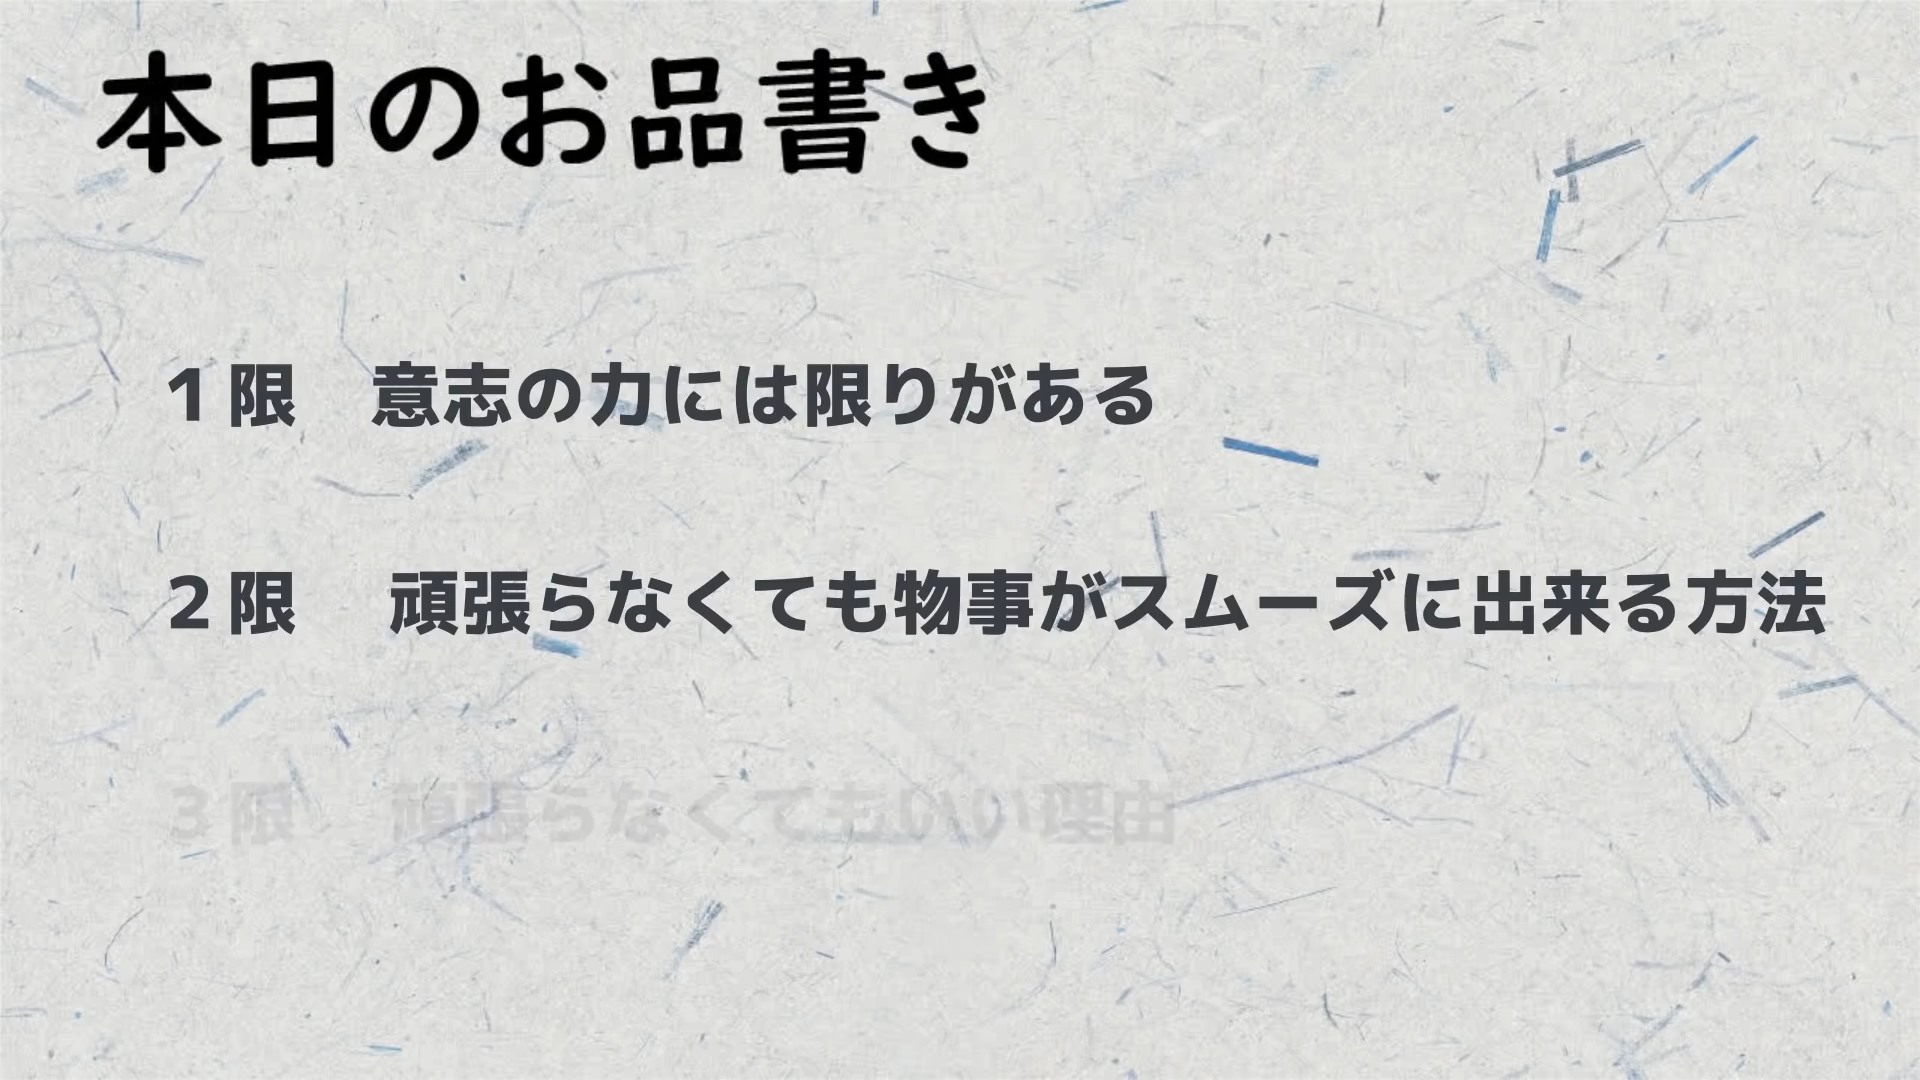 本日のお品書き
１限　意志の力には限りがある
２限　頑張らなくても物事がスムーズに出来る方法
３限　頑張らなくてもいい理由